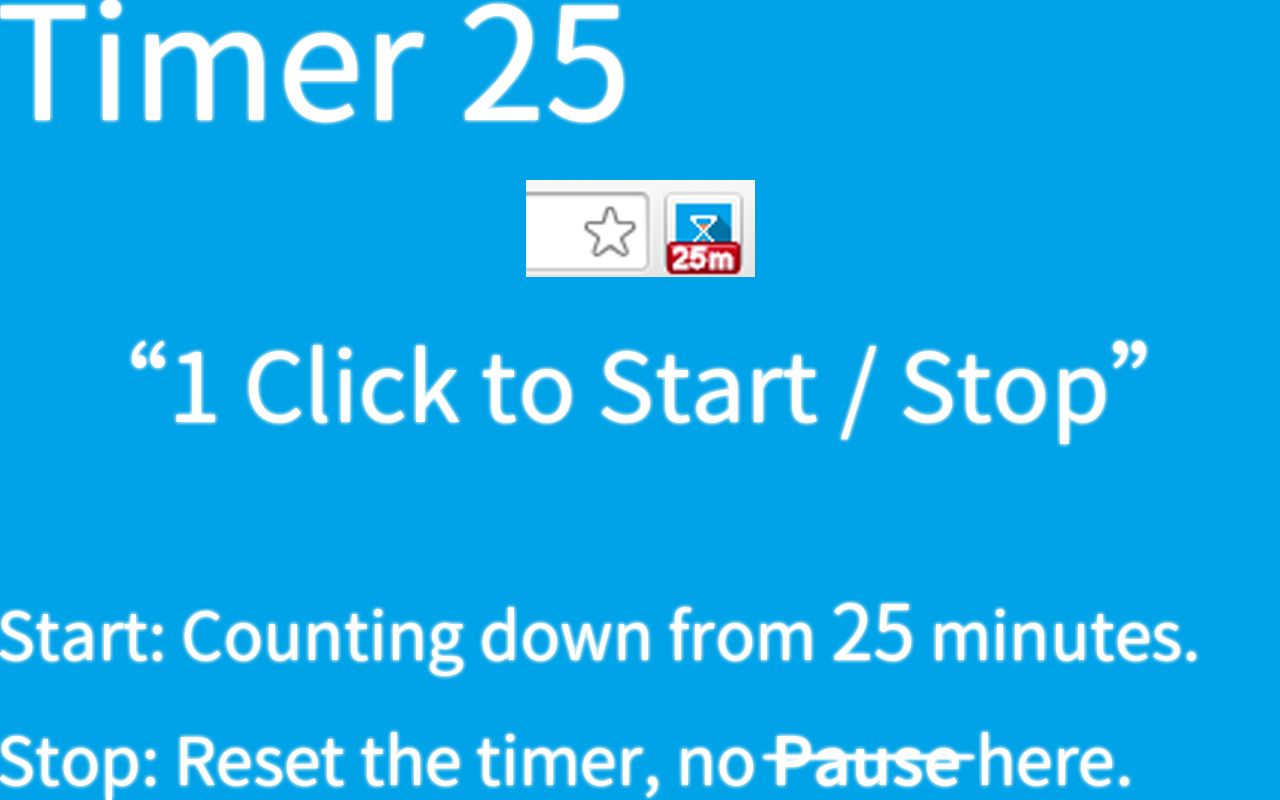 Timer 25
25m
“1 Click to Start / Stop”
Start: Counting down from 25 minutes.
Stop: Reset the timer, no Pause here.